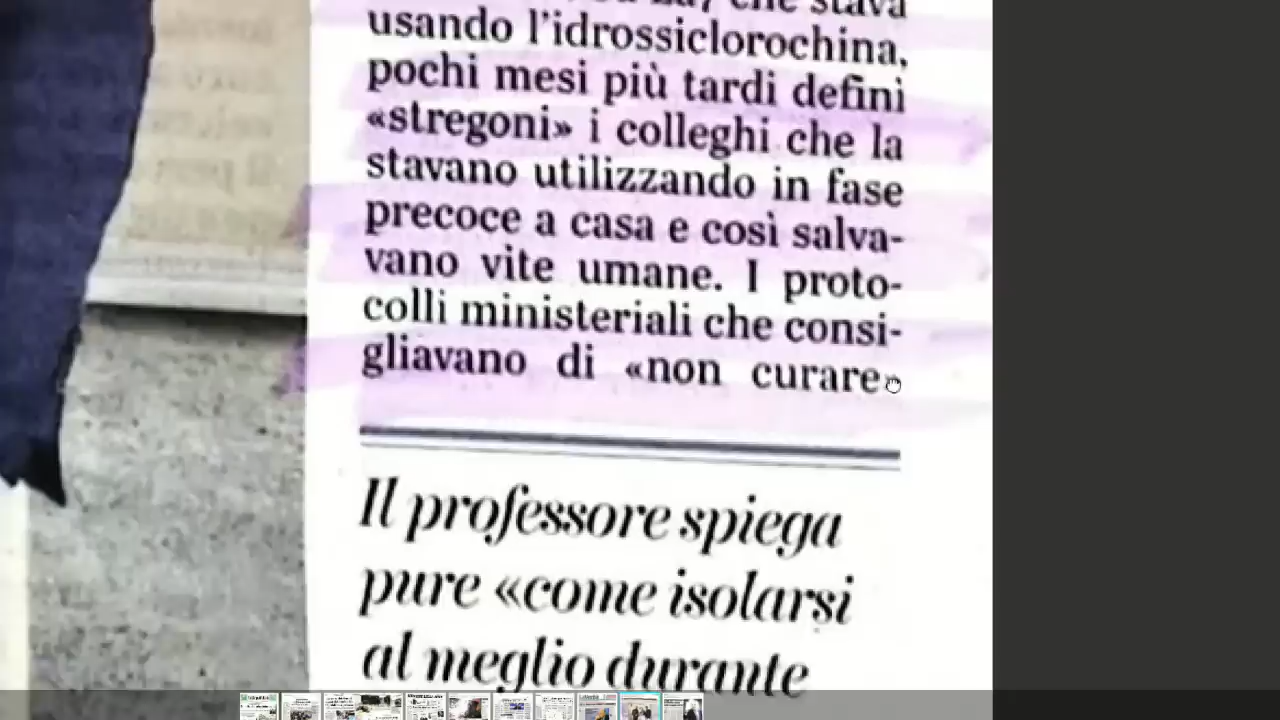 che stava
usando l'idrossiclorochina,
pochi mesi più tardi definì
«stregoni» i colleghi che la
stavano utilizzando in fase
precoce a casa e così salva-
vano vite umane. I proto-
colli ministeriali che consi-
gliavano di «non curare»
Il professore spiega
pure «come isolarsi
al meglio durante